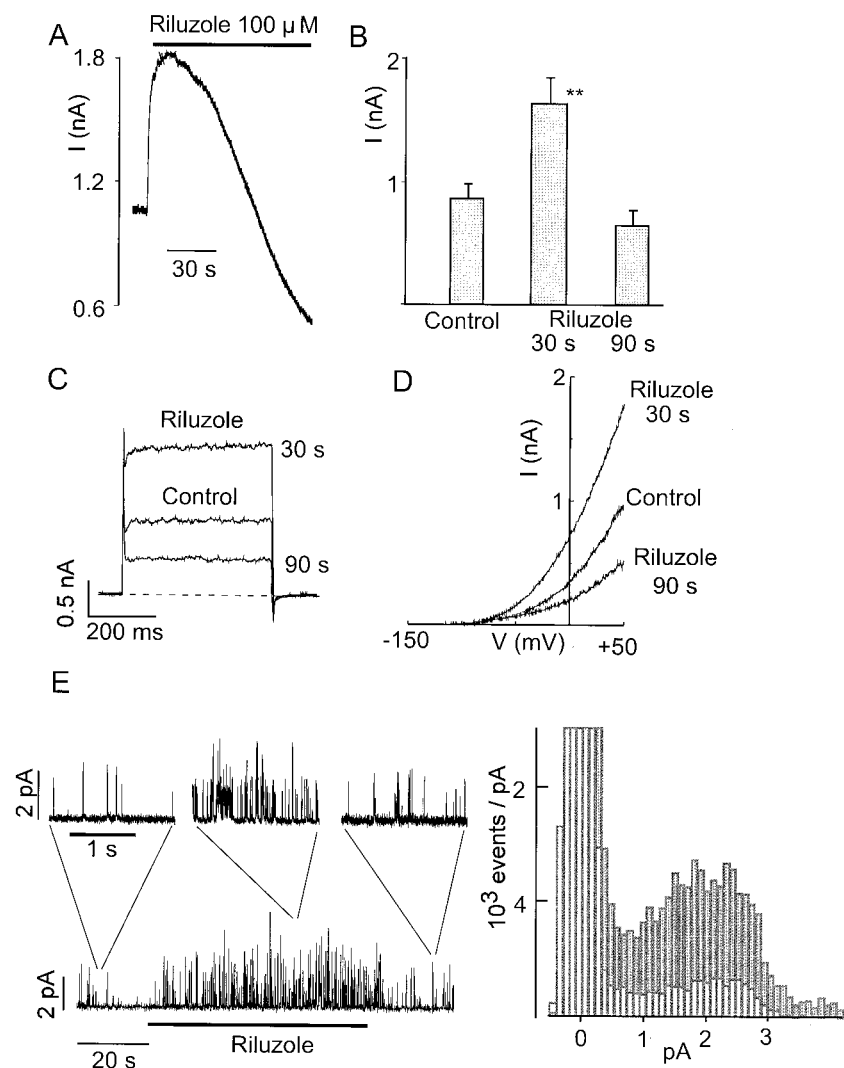 A
Riluzole 100 μM
1.8
1.2
0.6
I (nA)
30 s
B
2
1
I (nA)
**
Control
Riluzole
30 s
90 s
C
Riluzole
30 s
Control
90 s
0.5 nA
200 ms
D
2
1
I (nA)
Riluzole
30 s
Control
Riluzole
90 s
-150
V (mV)
+50
E
2 pA
1 s
2 pA
20 s
Riluzole
10³ events / pA
2
4
0
1
2
3
pA